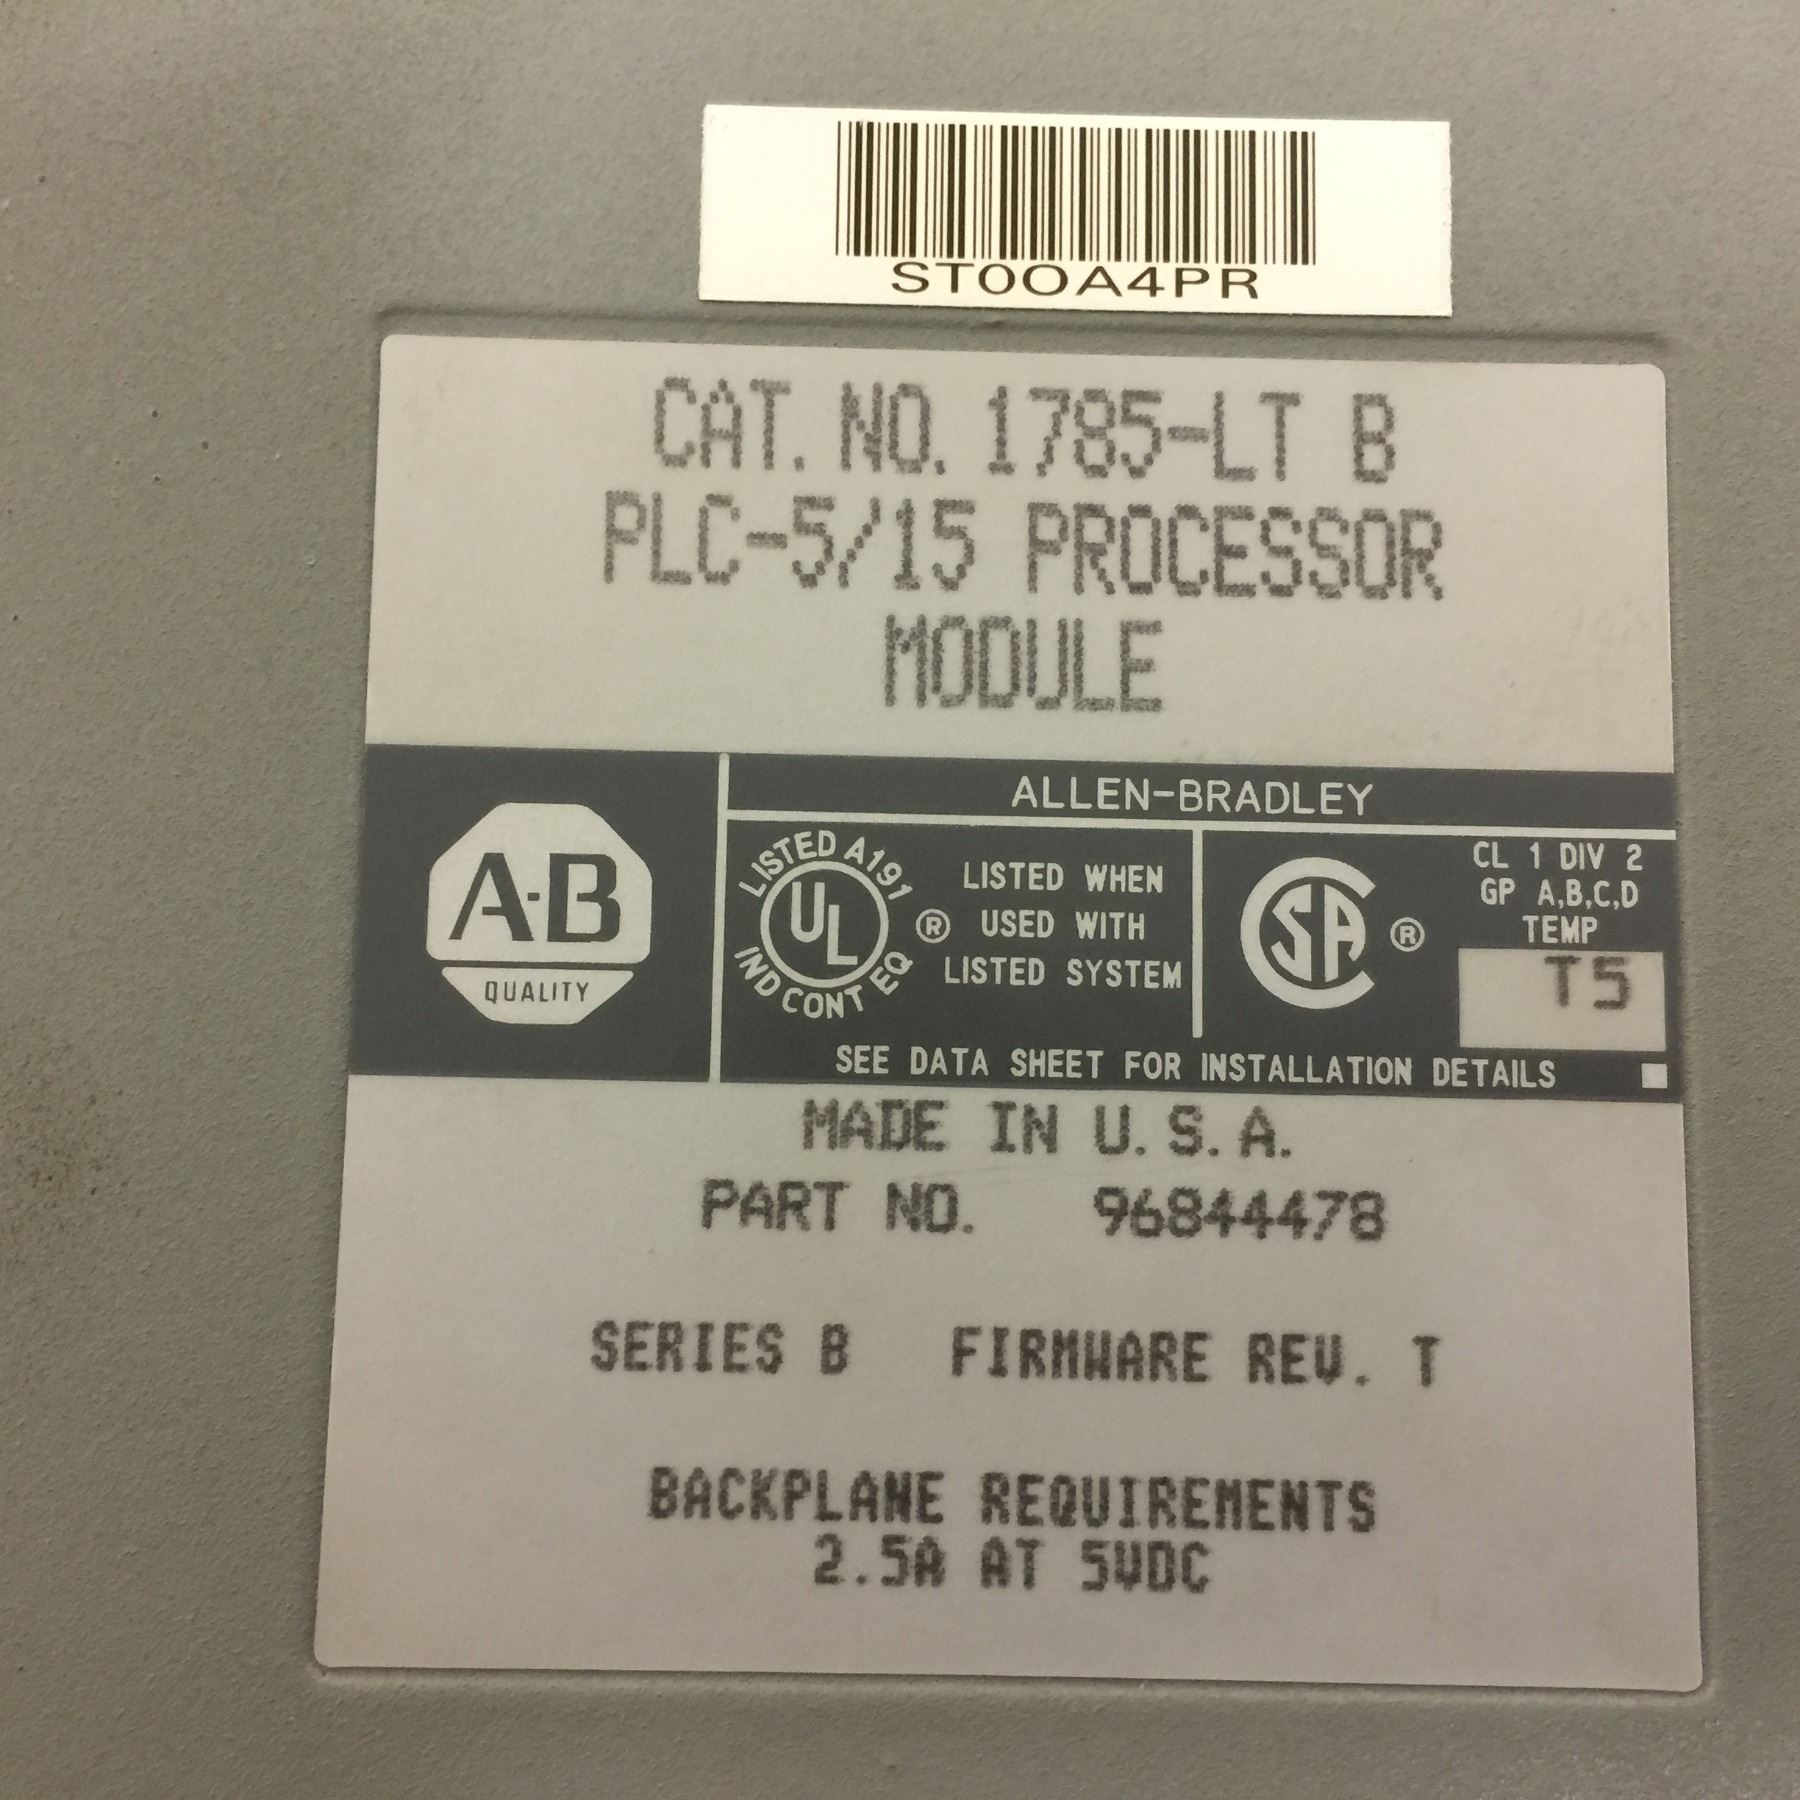 ST00A4PR
CAT. NO. 1785-LT B
PLC-5/15 PROCESSOR
MODULE
ALLEN-BRADLEY
A-B
QUALITY
LISTED A191
UL
IND CONT EQ
®
LISTED WHEN
USED WITH
LISTED SYSTEM
CSA
®
CL 1 DIV 2
GP A,B,C,D
TEMP
T5
SEE DATA SHEET FOR INSTALLATION DETAILS
MADE IN U.S.A.
PART NO. 96844478
SERIES B FIRMWARE REV. T
BACKPLANE REQUIREMENTS
2.5A AT 5VDC